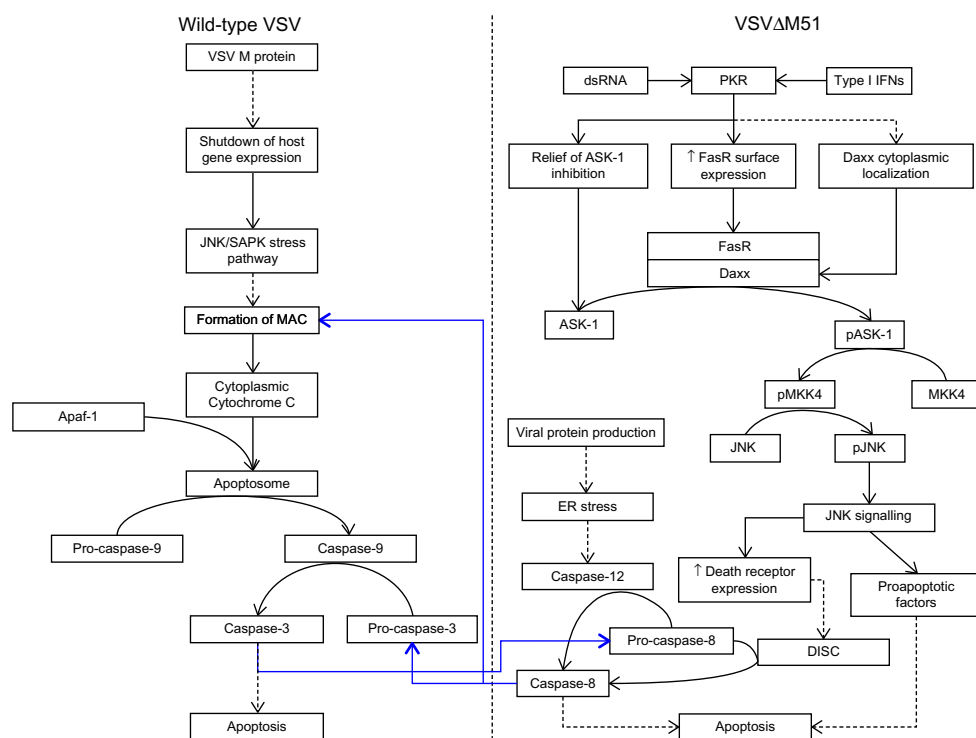 Wild-type VSV
VSV M protein
Shutdown of host
gene expression
JNK/SAPK stress
pathway
Formation of MAC
Cytoplasmic
Cytochrome C
Apaf-1
Apoptosome
Pro-caspase-9
Caspase-9
Caspase-3
Pro-caspase-3
Apoptosis
VSVΔM51
dsRNA
PKR
Type I IFNs
Relief of ASK-1
inhibition
↑ FasR surface
expression
Daxx cytoplasmic
localization
FasR
Daxx
ASK-1
pASK-1
pMKK4
MKK4
JNK
pJNK
Viral protein production
ER stress
JNK signalling
Caspase-12
↑ Death receptor
expression
Proapoptotic
factors
Pro-caspase-8
DISC
Caspase-8
Apoptosis